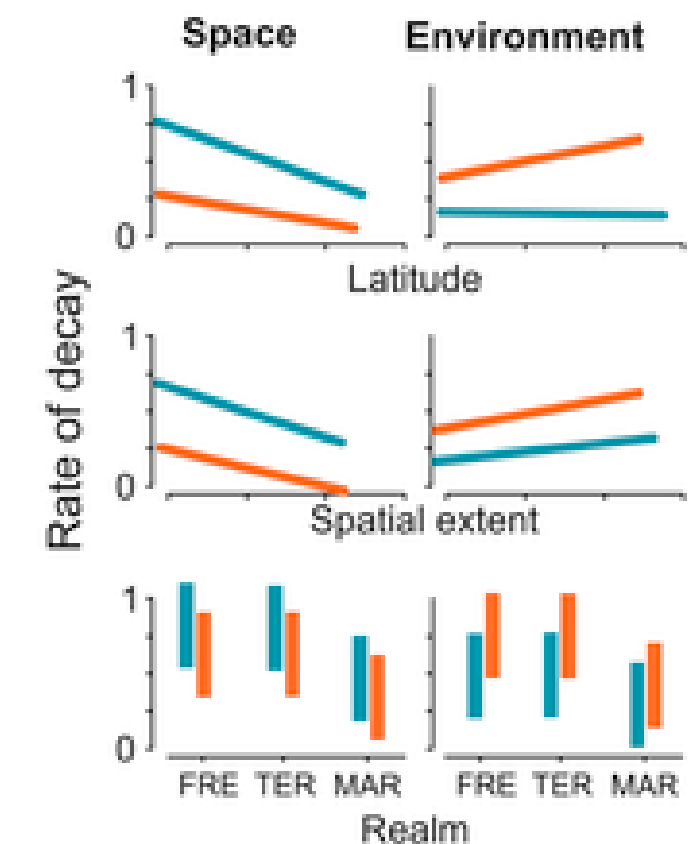 Space Environment
1
0
Latitude
Rate of decay
1
0
Spatial extent
1
0
FRE TER MAR FRE TER MAR
Realm